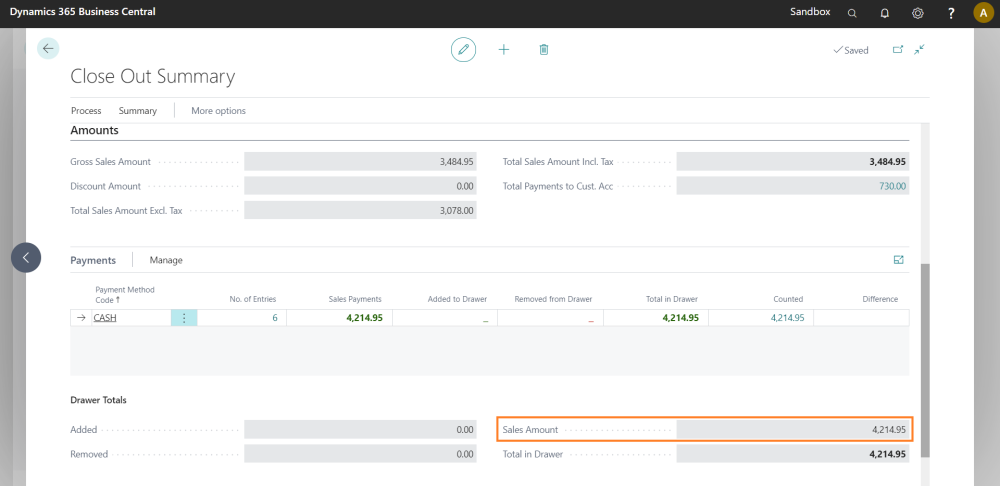 Dynamics 365 Business Central
Sandbox
?
A
Saved
Close Out Summary
Process Summary More options
Amounts
Gross Sales Amount 3,484.95
Total Sales Amount Incl. Tax 3,484.95
Discount Amount 0.00
Total Payments to Cust. Acc 730.00
Total Sales Amount Excl. Tax 3,078.00
Payments Manage
Payment Method
Code ↑ No. of Entries Sales Payments Added to Drawer Removed from Drawer Total in Drawer Counted Difference
→ CASH 6 4,214.95 _ _ 4,214.95 4,214.95
Drawer Totals
Added 0.00
Sales Amount 4,214.95
Removed 0.00
Total in Drawer 4,214.95